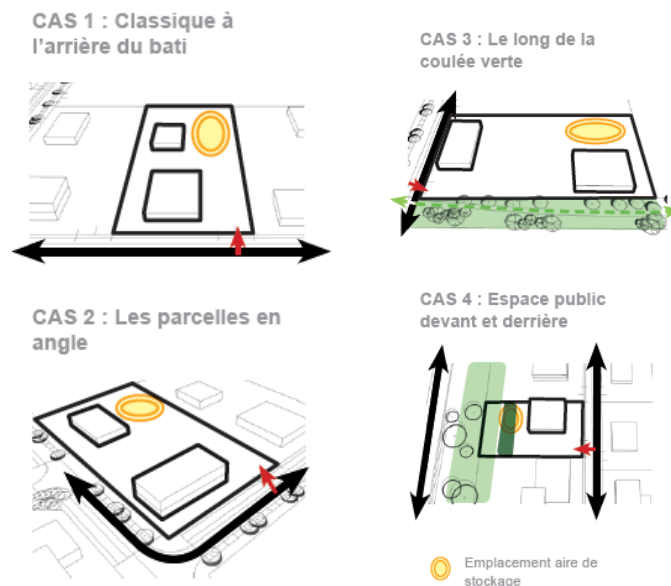 CAS 1 : Classique à
l'arrière du bati
CAS 3 : Le long de la
coulée verte
CAS 2 : Les parcelles en
angle
CAS 4 : Espace public
devant et derrière
Emplacement aire de
stockage